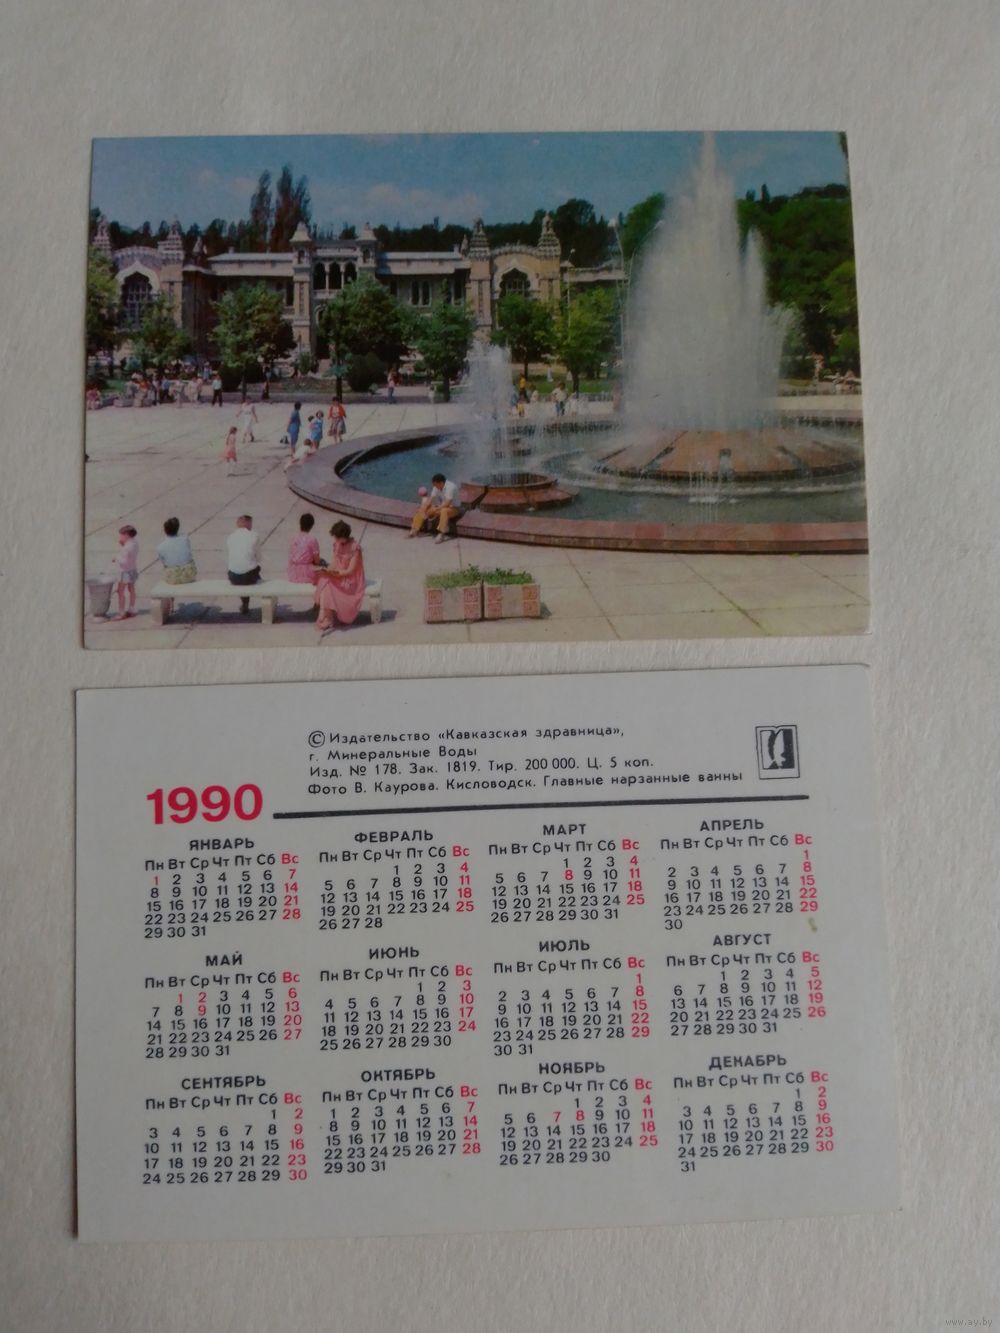 © Издательство «Кавказская здравница»,
г. Минеральные Воды
Изд. № 178. Зак. 1819. Тир. 200 000. Ц. 5 коп.
Фото В. Каурова. Кисловодск. Главные нарзанные ванны
1990
ЯНВАРЬ
Пн Вт Ср Чт Пт Сб Вс
1 2 3 4 5 6 7
8 9 10 11 12 13 14
15 16 17 18 19 20 21
22 23 24 25 26 27 28
29 30 31
ФЕВРАЛЬ
Пн Вт Ср Чт Пт Сб Вс
1 2 3 4
5 6 7 8 9 10 11
12 13 14 15 16 17 18
19 20 21 22 23 24 25
26 27 28
МАРТ
Пн Вт Ср Чт Пт Сб Вс
1 2 3 4
5 6 7 8 9 10 11
12 13 14 15 16 17 18
19 20 21 22 23 24 25
26 27 28 29 30 31
АПРЕЛЬ
Пн Вт Ср Чт Пт Сб Вс
1
2 3 4 5 6 7 8
9 10 11 12 13 14 15
16 17 18 19 20 21 22
23 24 25 26 27 28 29
30
МАЙ
Пн Вт Ср Чт Пт Сб Вс
1 2 3 4 5 6
7 8 9 10 11 12 13
14 15 16 17 18 19 20
21 22 23 24 25 26 27
28 29 30 31
ИЮНЬ
Пн Вт Ср Чт Пт Сб Вс
1 2 3
4 5 6 7 8 9 10
11 12 13 14 15 16 17
18 19 20 21 22 23 24
25 26 27 28 29 30
ИЮЛЬ
Пн Вт Ср Чт Пт Сб Вс
1
2 3 4 5 6 7 8
9 10 11 12 13 14 15
16 17 18 19 20 21 22
23 24 25 26 27 28 29
30 31
АВГУСТ
Пн Вт Ср Чт Пт Сб Вс
1 2 3 4 5
6 7 8 9 10 11 12
13 14 15 16 17 18 19
20 21 22 23 24 25 26
27 28 29 30 31
СЕНТЯБРЬ
Пн Вт Ср Чт Пт Сб Вс
1 2
3 4 5 6 7 8 9
10 11 12 13 14 15 16
17 18 19 20 21 22 23
24 25 26 27 28 29 30
ОКТЯБРЬ
Пн Вт Ср Чт Пт Сб Вс
1 2 3 4 5 6 7
8 9 10 11 12 13 14
15 16 17 18 19 20 21
22 23 24 25 26 27 28
29 30 31
НОЯБРЬ
Пн Вт Ср Чт Пт Сб Вс
1 2 3 4
5 6 7 8 9 10 11
12 13 14 15 16 17 18
19 20 21 22 23 24 25
26 27 28 29 30
ДЕКАБРЬ
Пн Вт Ср Чт Пт Сб Вс
1 2
3 4 5 6 7 8 9
10 11 12 13 14 15 16
17 18 19 20 21 22 23
24 25 26 27 28 29 30
31
www.ay.by